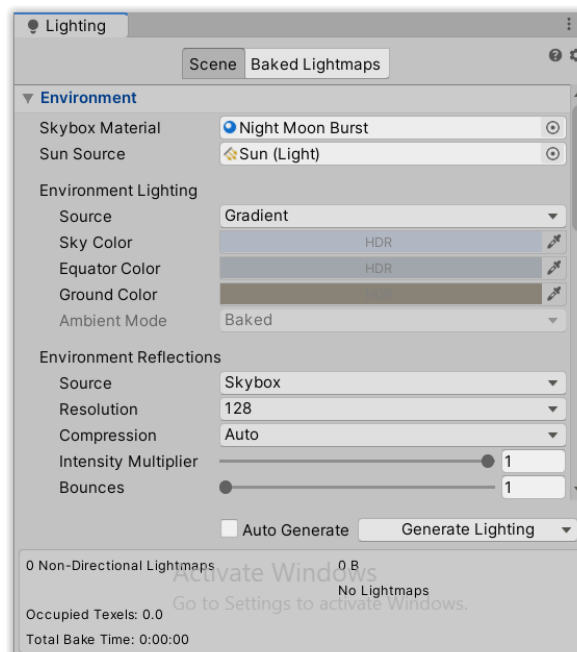 Lighting
Scene Baked Lightmaps
Environment
Skybox Material Night Moon Burst
Sun Source Sun (Light)
Environment Lighting
Source Gradient
Sky Color HDR
Equator Color HDR
Ground Color HDR
Ambient Mode Baked
Environment Reflections
Source Skybox
Resolution 128
Compression Auto
Intensity Multiplier 1
Bounces 1
Auto Generate Generate Lighting
0 Non-Directional Lightmaps 0 B
No Lightmaps
Activate Windows
Go to Settings to activate Windows.
Occupied Texels: 0.0
Total Bake Time: 0:00:00